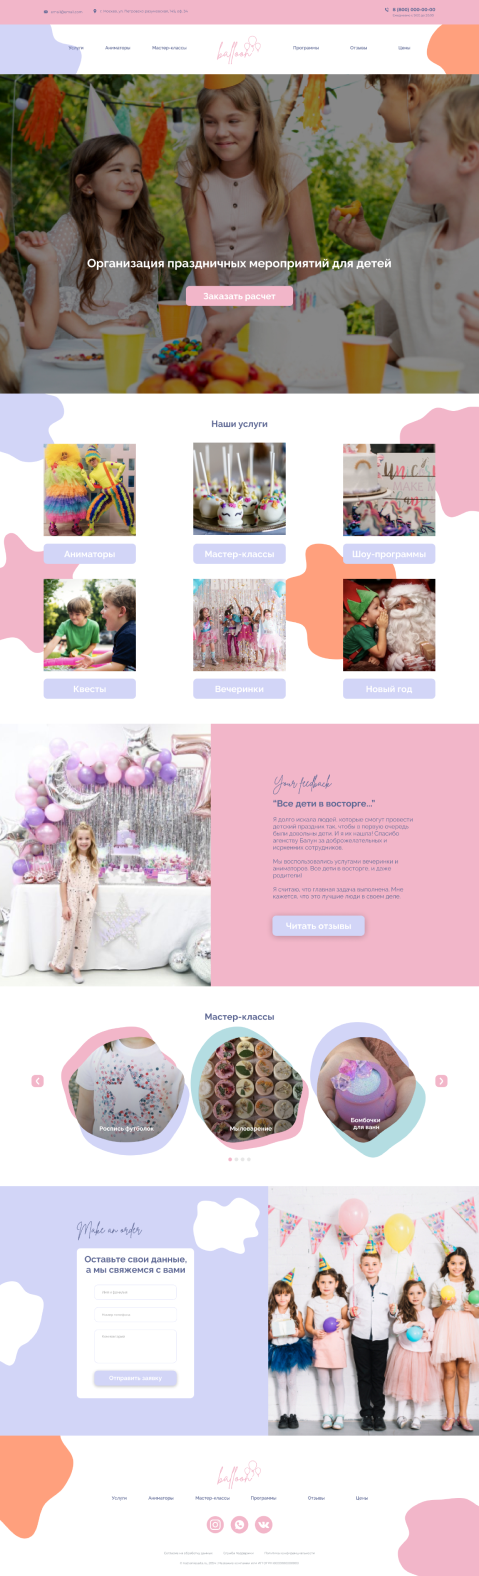 8 (800) 000-00-00
Услуги
Аниматоры
Мастер-классы
balloon
Программы
Отзывы
Цены
Организация праздничных мероприятий для детей
Заказать расчет
Наши услуги
Аниматоры
Мастер-классы
Шоу-программы
Квесты
Вечеринки
Новый год
Your feedback
“Все дети в восторге...”
Я долго искала людей, которые смогут провести
детский праздник так, чтобы в первую очередь
были довольны дети. И я их нашла! Спасибо
агенству Балун за доброжелательных и
искренних сотрудников.
Мы воспользовались услугами вечеринки и
аниматоров. Все дети в восторге, и даже
родители!
Я считаю, что главная задача выполнена. Мне
кажется, что это лучшие люди в своем деле.
Читать отзывы
Мастер-классы
Роспись футболок
Мыловарение
Бомбочки
для ванн
Make an order
Оставьте свои данные,
а мы свяжемся с вами
Отправить заявку
balloon
Услуги
Аниматоры
Мастер-классы
Программы
Отзывы
Цены